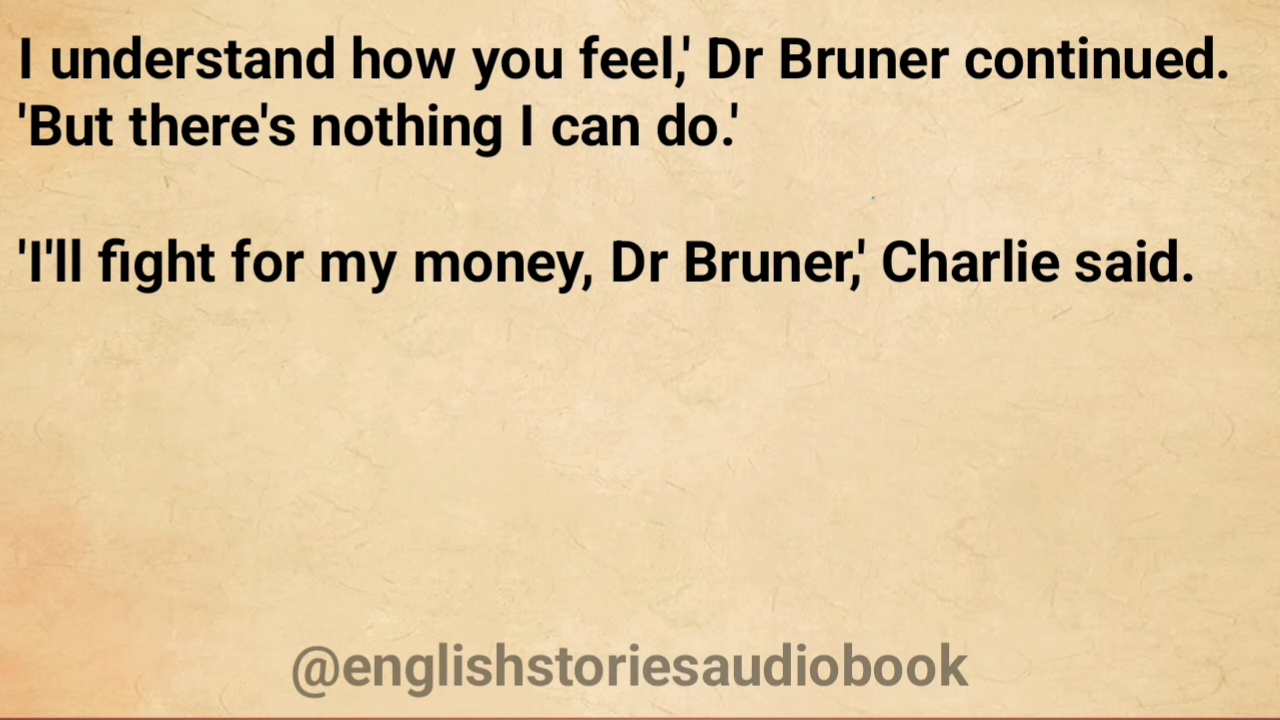 I understand how you feel,' Dr Bruner continued.
'But there's nothing I can do.'
'I'll fight for my money, Dr Bruner,' Charlie said.
@englishstoriesaudiobook